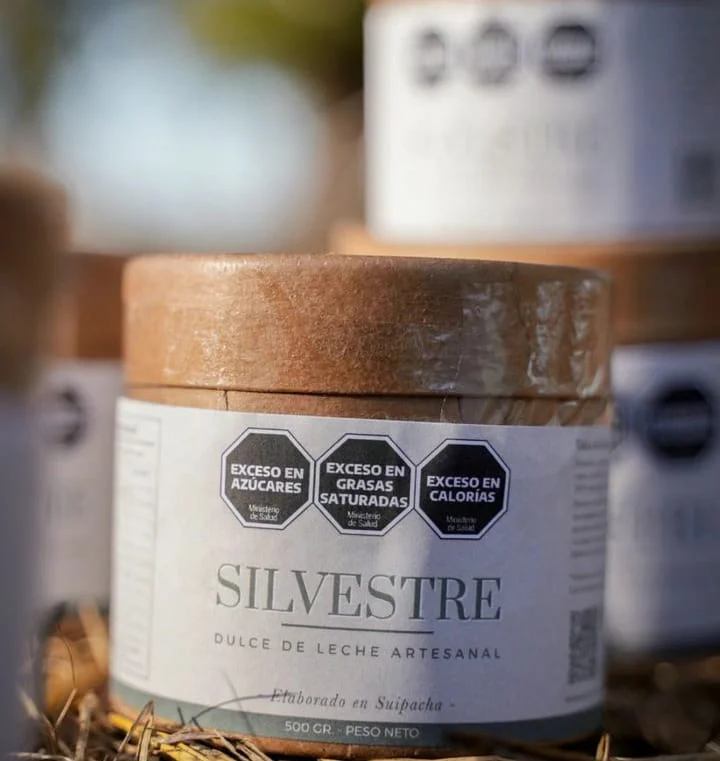 EXCESO EN
AZÚCARES
Ministerio
de Salud
EXCESO EN
GRASAS
SATURADAS
Ministerio
de Salud
EXCESO EN
CALORÍAS
Ministerio
de Salud
SILVESTRE
DULCE DE LECHE ARTESANAL
- Elaborado en Suipacha -
500 GR. - PESO NETO